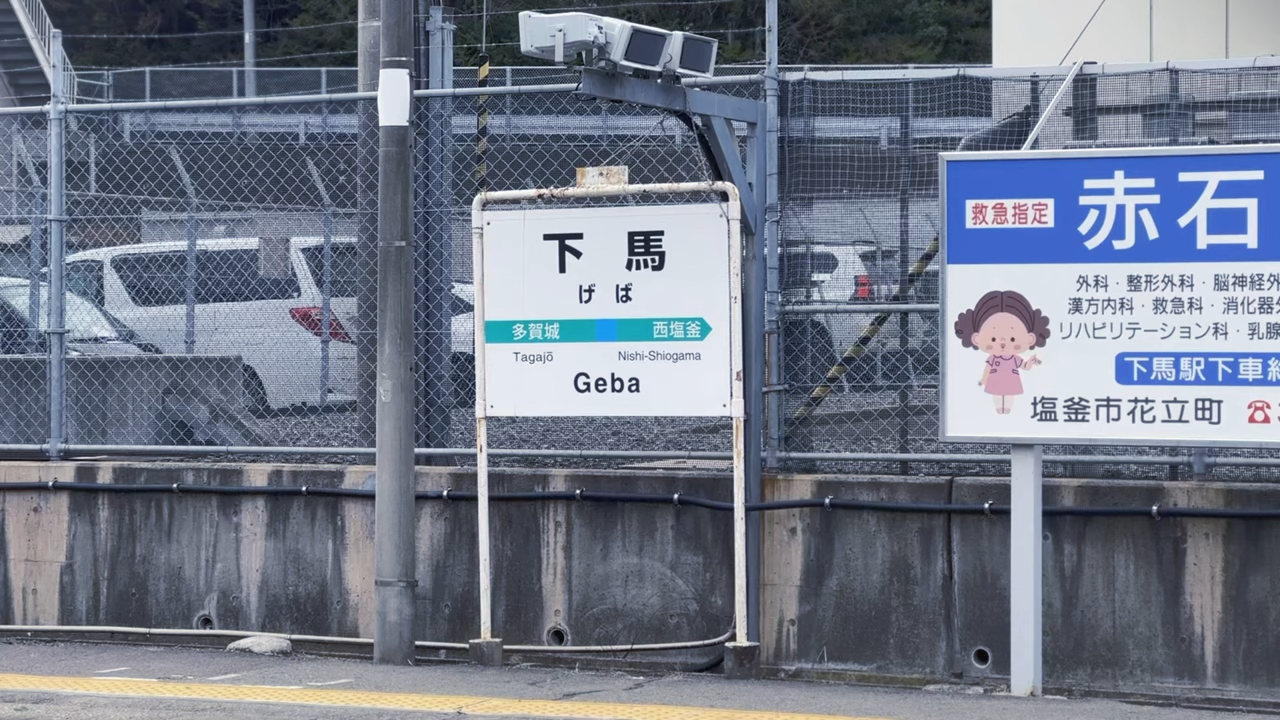 下馬
げば
多賀城 西塩釜
Tagajō Nishi-Shiogama
Geba
救急指定 赤石
外科・整形外科・脳神経外
漢方内科・救急科・消化器
リハビリテーション科・乳腺
下馬駅下車
塩釜市花立町